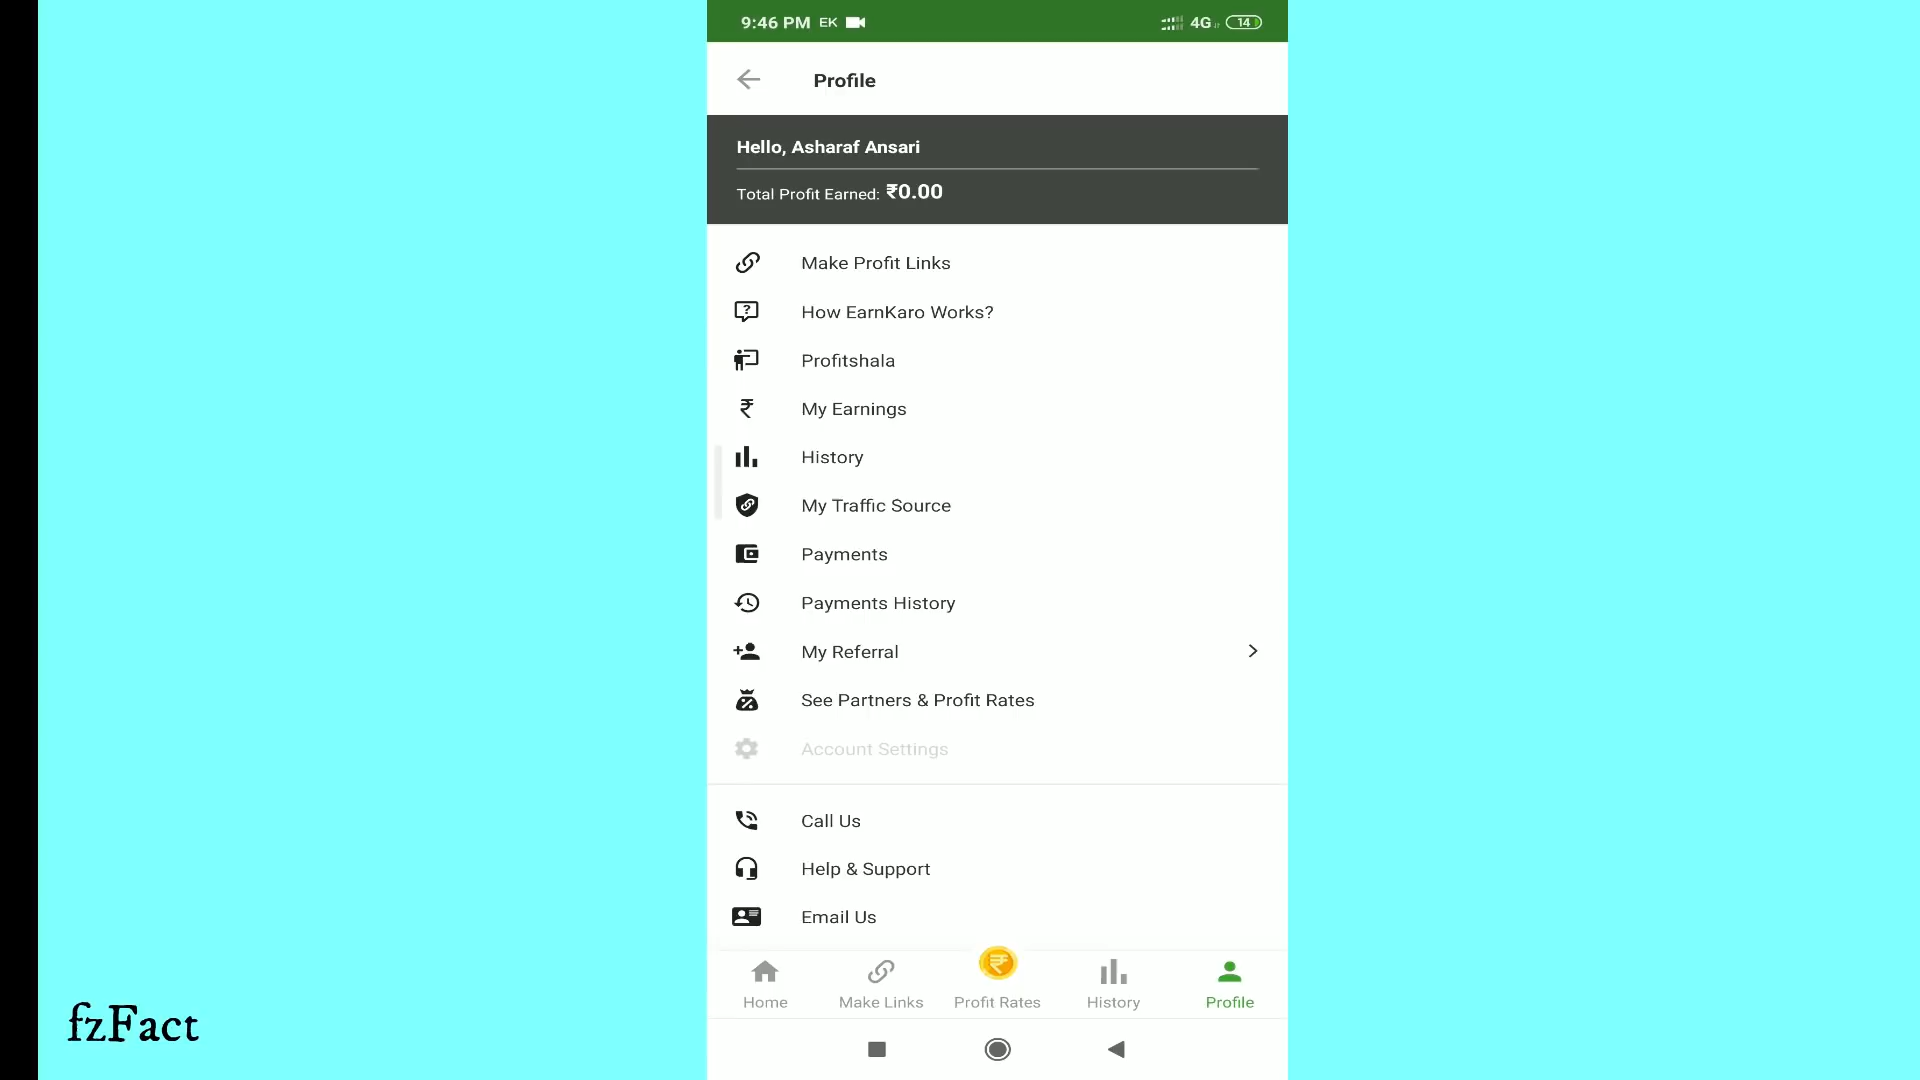 9:46 PM EK 4G 14
Profile
Hello, Asharaf Ansari
Total Profit Earned: ₹0.00
Make Profit Links
How EarnKaro Works?
Profitshala
My Earnings
History
My Traffic Source
Payments
Payments History
My Referral
See Partners & Profit Rates
Account Settings
Call Us
Help & Support
Email Us
Home Make Links Profit Rates History Profile
fzFact